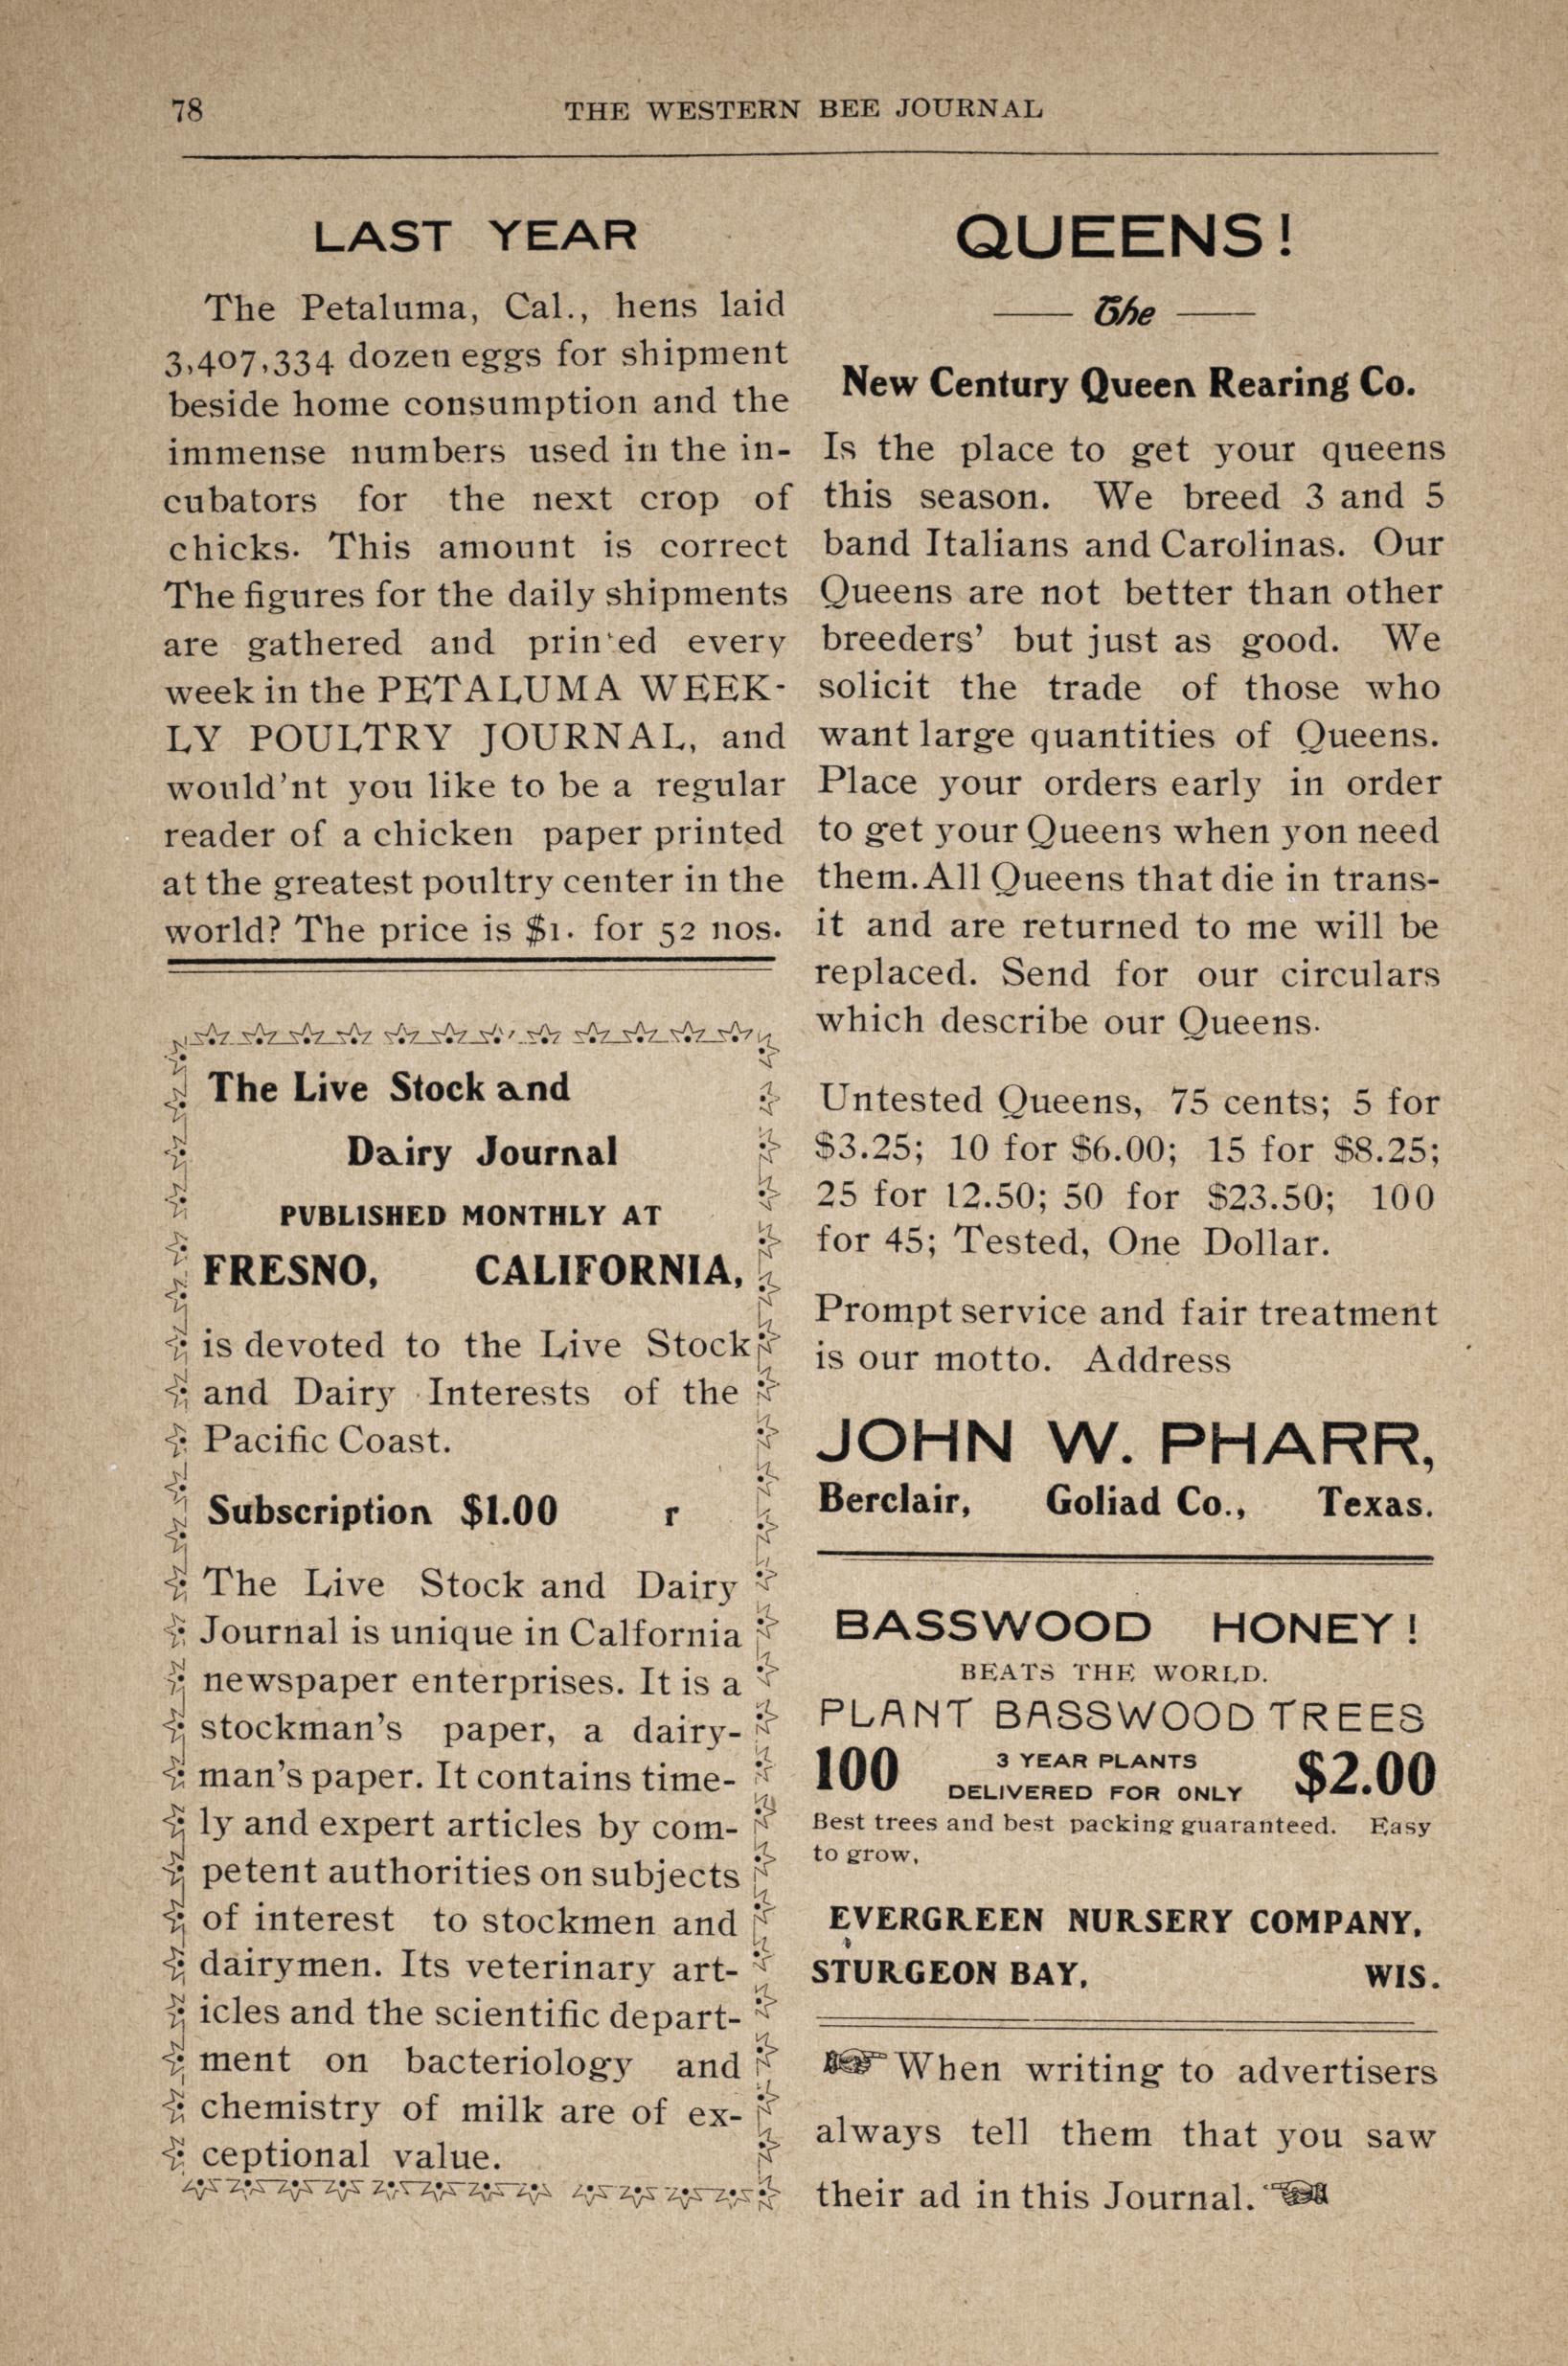 78
THE WESTERN BEE JOURNAL
LAST YEAR
The Petaluma, Cal., hens laid
3,407,334 dozen eggs for shipment
beside home consumption and the
immense numbers used in the in-
cubators for the next crop of
chicks. This amount is correct
The figures for the daily shipments
are gathered and prin'ed every
week in the PETALUMA WEEK-
LY POULTRY JOURNAL, and
would'nt you like to be a regular
reader of a chicken paper printed
at the greatest poultry center in the
world? The price is $1. for 52 nos.
The Live Stock and
Dairy Journal
PUBLISHED MONTHLY AT
FRESNO, CALIFORNIA,
is devoted to the Live Stock
and Dairy Interests of the
Pacific Coast.
Subscription $1.00 r
The Live Stock and Dairy
Journal is unique in Calfornia
newspaper enterprises. It is a
stockman's paper, a dairy-
man's paper. It contains time-
ly and expert articles by com-
petent authorities on subjects
of interest to stockmen and
dairymen. Its veterinary art-
icles and the scientific depart-
ment on bacteriology and
chemistry of milk are of ex-
ceptional value.
QUEENS!
The
New Century Queen Rearing Co.
Is the place to get your queens
this season. We breed 3 and 5
band Italians and Carolinas. Our
Queens are not better than other
breeders' but just as good. We
solicit the trade of those who
want large quantities of Queens.
Place your orders early in order
to get your Queens when yon need
them. All Queens that die in trans-
it and are returned to me will be
replaced. Send for our circulars
which describe our Queens.
Untested Queens, 75 cents; 5 for
$3.25; 10 for $6.00; 15 for $8.25;
25 for 12.50; 50 for $23.50; 100
for 45; Tested, One Dollar.
Prompt service and fair treatment
is our motto. Address
JOHN W. PHARR,
Berclair, Goliad Co., Texas.
BASSWOOD HONEY!
BEATS THE WORLD.
PLANT BASSWOOD TREES
100 3 YEAR PLANTS DELIVERED FOR ONLY $2.00
Best trees and best packing guaranteed. Easy
to grow,
EVERGREEN NURSERY COMPANY,
STURGEON BAY, WIS.
☞ When writing to advertisers
always tell them that you saw
their ad in this Journal. ☜